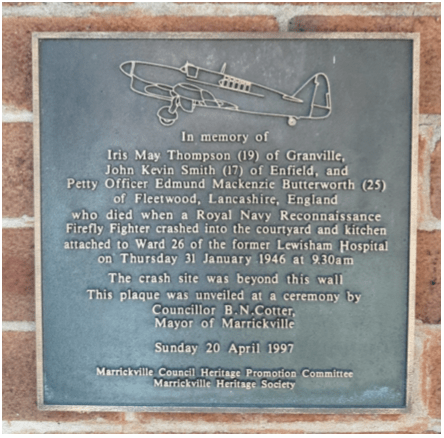 In memory of
Iris May Thompson (19) of Granville,
John Kevin Smith (17) of Enfield, and
Petty Officer Edmund Mackenzie Butterworth (25)
of Fleetwood, Lancashire, England
who died when a Royal Navy Reconnaissance
Firefly Fighter crashed into the courtyard and kitchen
attached to Ward 26 of the former Lewisham Hospital
on Thursday 31 January 1946 at 9.30am
The crash site was beyond this wall
This plaque was unveiled at a ceremony by
Councillor B.N.Cotter,
Mayor of Marrickville
Sunday 20 April 1997
Marrickville Council Heritage Promotion Committee
Marrickville Heritage Society